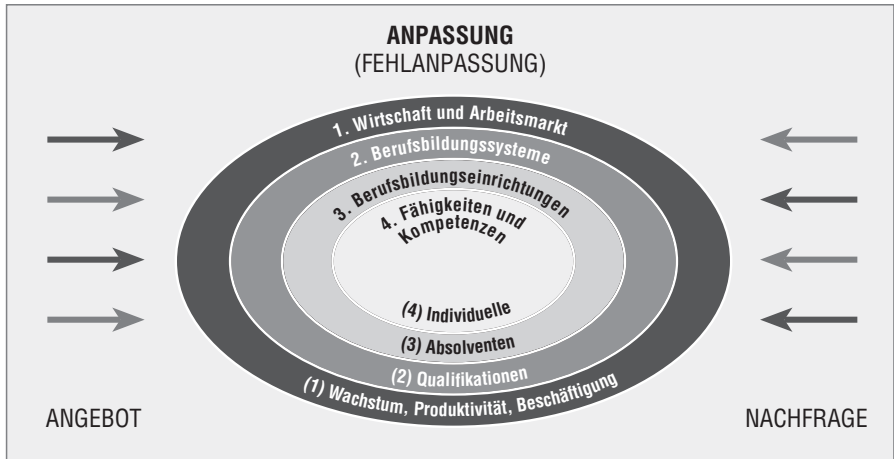 ANPASSUNG
(FEHLANPASSUNG)
1. Wirtschaft und Arbeitsmarkt
2. Berufsbildungssysteme
3. Berufsbildungseinrichtungen
4. Fähigkeiten und
Kompetenzen
(4) Individuelle
(3) Absolventen
(2) Qualifikationen
(1) Wachstum, Produktivität, Beschäftigung
ANGEBOT
NACHFRAGE